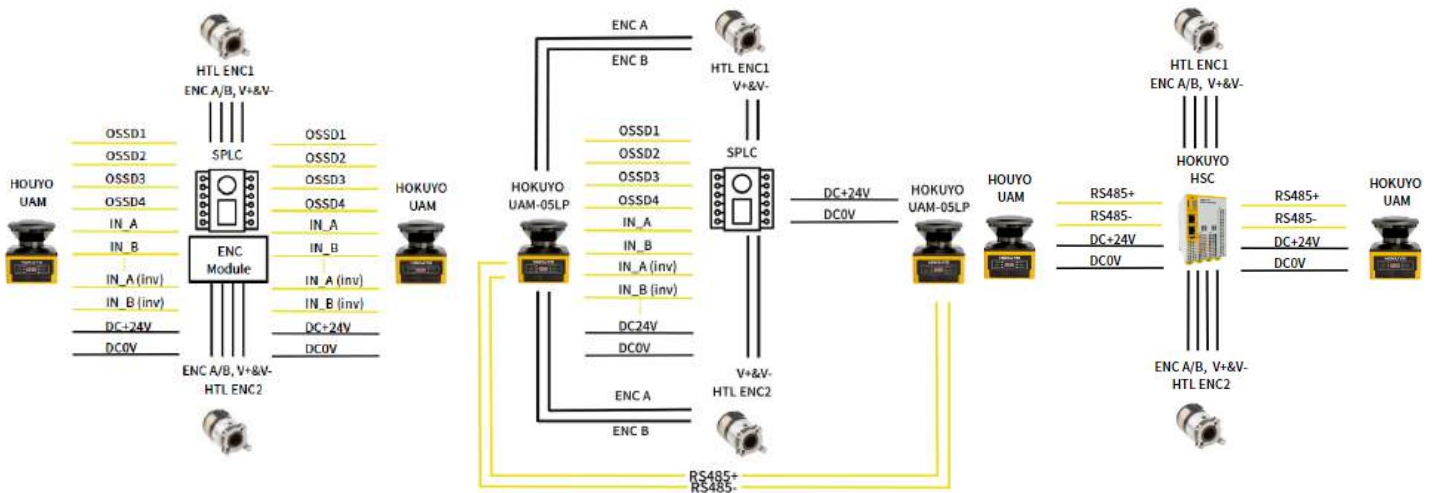 HTL ENC1
ENC A/B, V+&V-
OSSD1
OSSD2
OSSD3
OSSD4
IN_A
IN_B
IN_A (inv)
IN_B (inv)
DC+24V
DC0V
HOUYO
UAM
SPLC
ENC
Module
OSSD1
OSSD2
OSSD3
OSSD4
IN_A
IN_B
IN_A (inv)
IN_B (inv)
DC+24V
DC0V
HOKUYO
UAM
ENC A/B, V+&V-
HTL ENC2
ENC A
ENC B
HTL ENC1
V+&V-
HOKUYO
UAM-05LP
OSSD1
OSSD2
OSSD3
OSSD4
IN_A
IN_B
IN_A (inv)
IN_B (inv)
DC24V
DC0V
SPLC
DC+24V
DC0V
HOKUYO
UAM-05LP
V+&V-
HTL ENC2
ENC A
ENC B
RS485+
RS485-
HTL ENC1
ENC A/B, V+&V-
HOUYO
UAM
RS485+
RS485-
DC+24V
DC0V
HOKUYO
HSC
RS485+
RS485-
DC+24V
DC0V
HOKUYO
UAM
ENC A/B, V+&V-
HTL ENC2